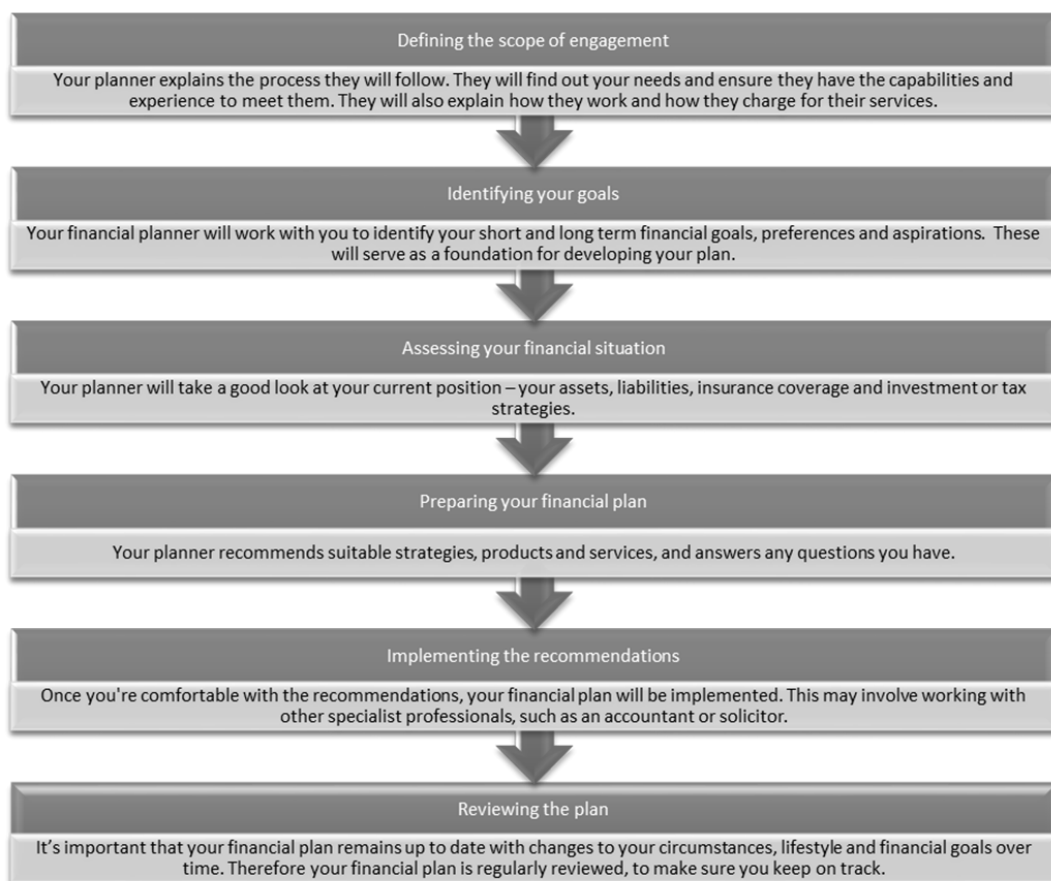 Defining the scope of engagement
Your planner explains the process they will follow. They will find out your needs and ensure they have the capabilities and
experience to meet them. They will also explain how they work and how they charge for their services.
Identifying your goals
Your financial planner will work with you to identify your short and long term financial goals, preferences and aspirations.  These
will serve as a foundation for developing your plan.
Assessing your financial situation
Your planner will take a good look at your current position – your assets, liabilities, insurance coverage and investment or tax
strategies.
Preparing your financial plan
Your planner recommends suitable strategies, products and services, and answers any questions you have.
Implementing the recommendations
Once you're comfortable with the recommendations, your financial plan will be implemented. This may involve working with
other specialist professionals, such as an accountant or solicitor.
Reviewing the plan
It’s important that your financial plan remains up to date with changes to your circumstances, lifestyle and financial goals over
time. Therefore your financial plan is regularly reviewed, to make sure you keep on track.